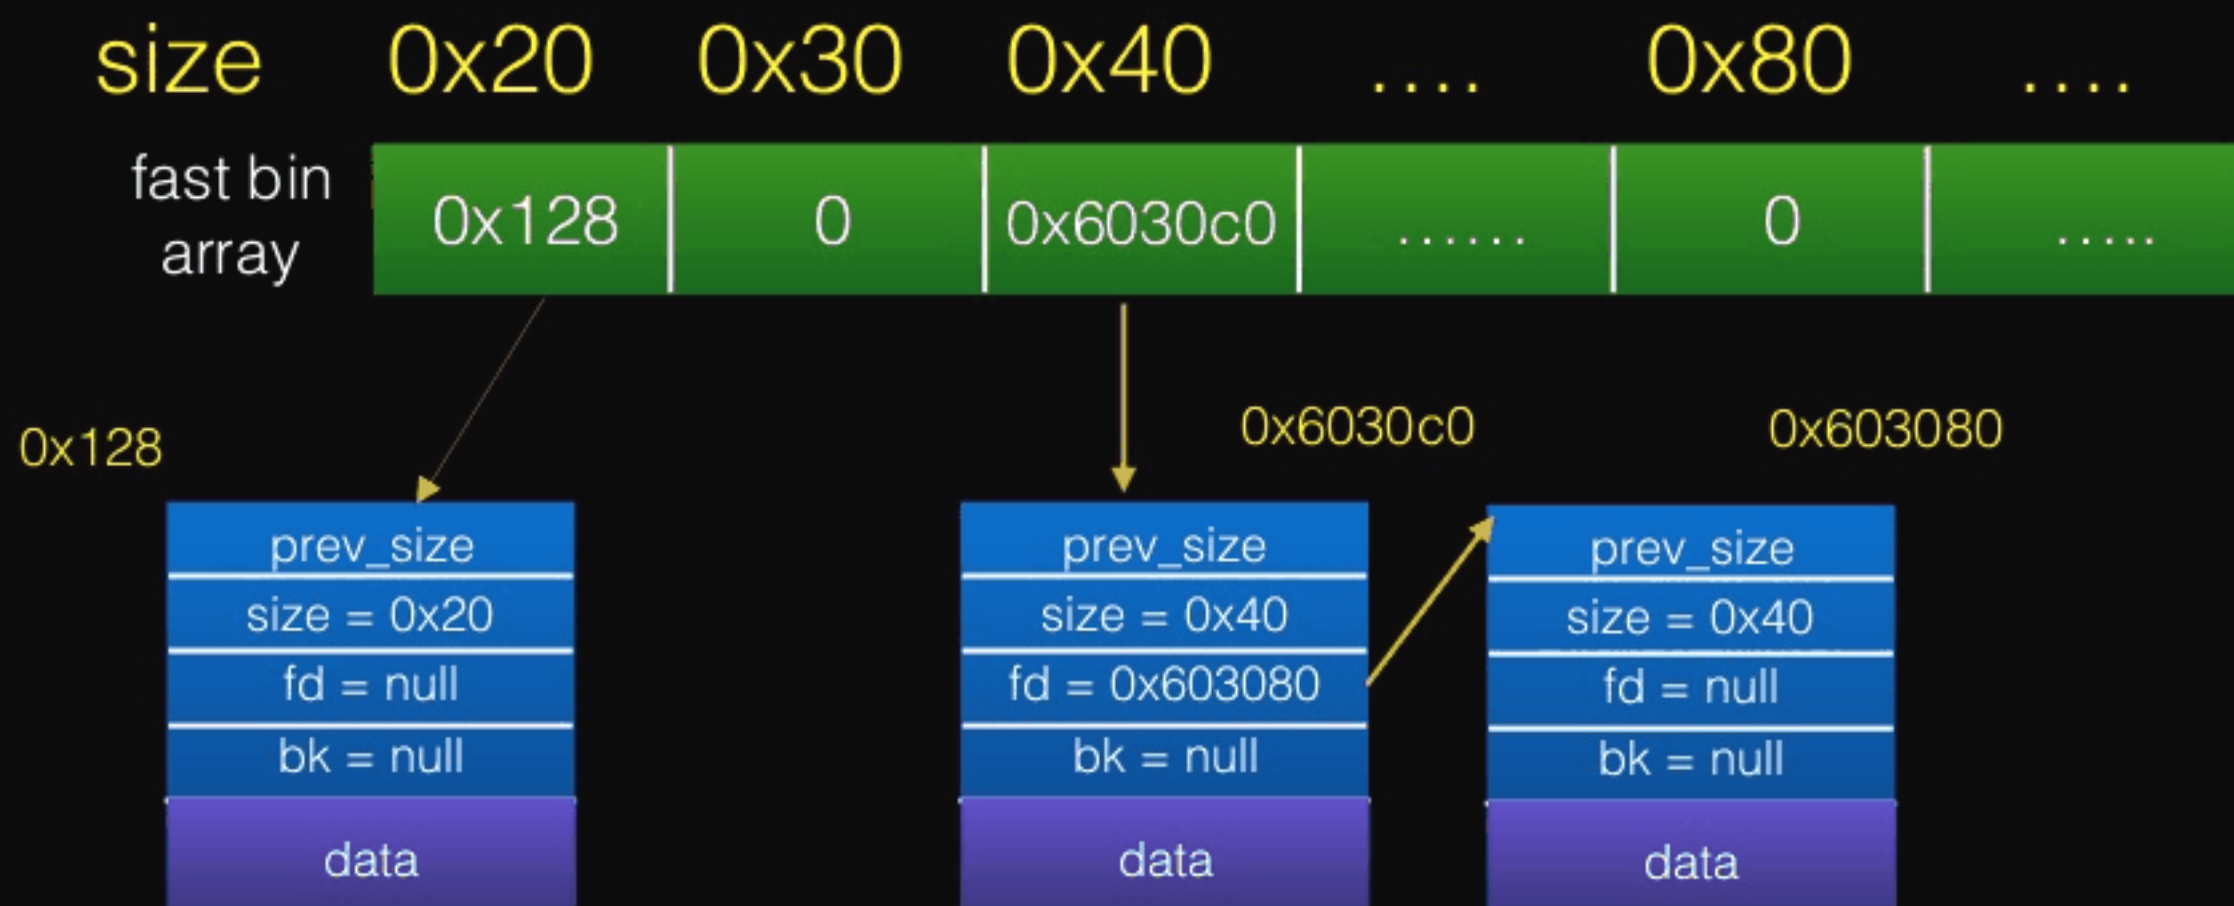 size 0x20 0x30 0x40 .... 0x80 ....
fast bin
array
0x128 0 0x6030c0 ...... 0 .....
0x128
0x6030c0
0x603080
prev_size
size = 0x20
fd = null
bk = null
data
prev_size
size = 0x40
fd = 0x603080
bk = null
data
prev_size
size = 0x40
fd = null
bk = null
data